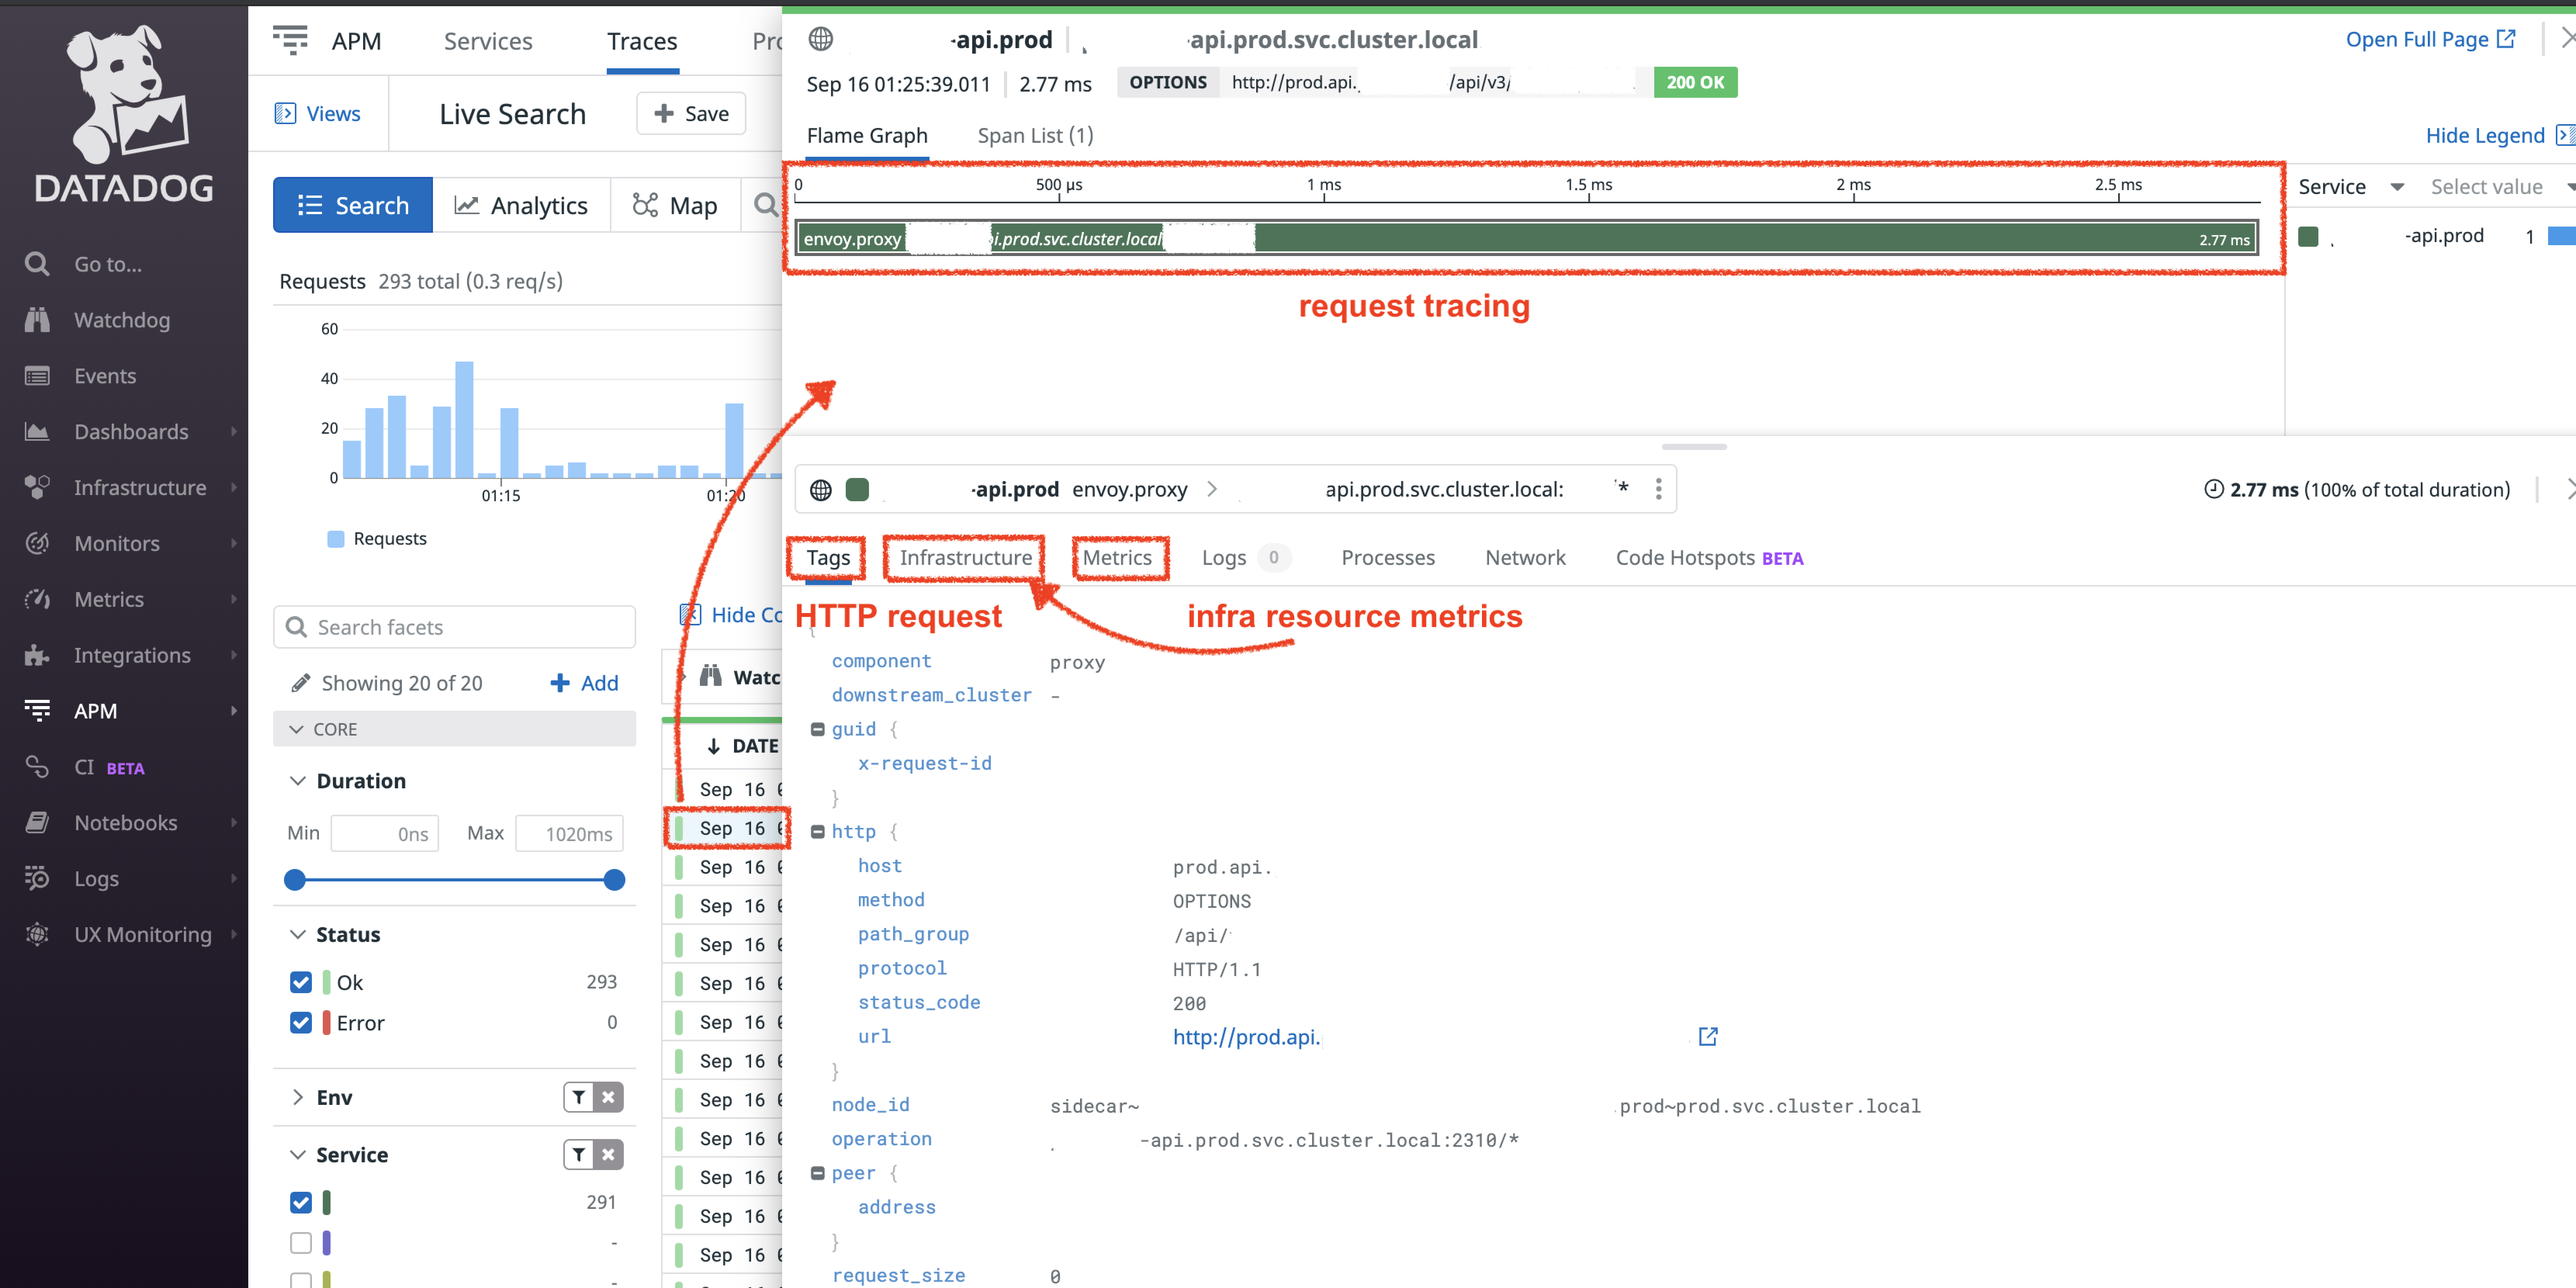 DATADOG
Go to...
Watchdog
Events
Dashboards
Infrastructure
Monitors
Metrics
Integrations
APM
CI BETA
Notebooks
Logs
UX Monitoring
APM
Services
Traces
Views
Live Search
+ Save
Search
Analytics
Map
Requests 293 total (0.3 req/s)
60
40
20
0
01:15
01:20
Requests
Search facets
Hide Co
Showing 20 of 20
+ Add
Watc
CORE
↓ DATE
Duration
Min 0ns Max 1020ms
Status
Ok 293
Error 0
Env
Service
291
-
-
Sep 16
Sep 16
Sep 16
Sep 16
Sep 16
Sep 16
Sep 16
Sep 16
Sep 16
Sep 16
Sep 16
Sep 16
Sep 16
-api.prod
-api.prod.svc.cluster.local
Open Full Page
Sep 16 01:25:39.011 2.77 ms OPTIONS http://prod.api. /api/v3/ 200 OK
Flame Graph
Span List (1)
Hide Legend
0 500 µs 1 ms 1.5 ms 2 ms 2.5 ms
envoy.proxy i.prod.svc.cluster.local 2.77 ms
Service Select value
-api.prod 1
request tracing
-api.prod envoy.proxy > api.prod.svc.cluster.local: *
2.77 ms (100% of total duration)
Tags
Infrastructure
Metrics
Logs 0
Processes
Network
Code Hotspots BETA
HTTP request
infra resource metrics
{
component proxy
downstream_cluster -
guid {
x-request-id
}
http {
host prod.api.
method OPTIONS
path_group /api/
protocol HTTP/1.1
status_code 200
url http://prod.api.
}
node_id sidecar~ prod~prod.svc.cluster.local
operation -api.prod.svc.cluster.local:2310/*
peer {
address
}
request_size 0